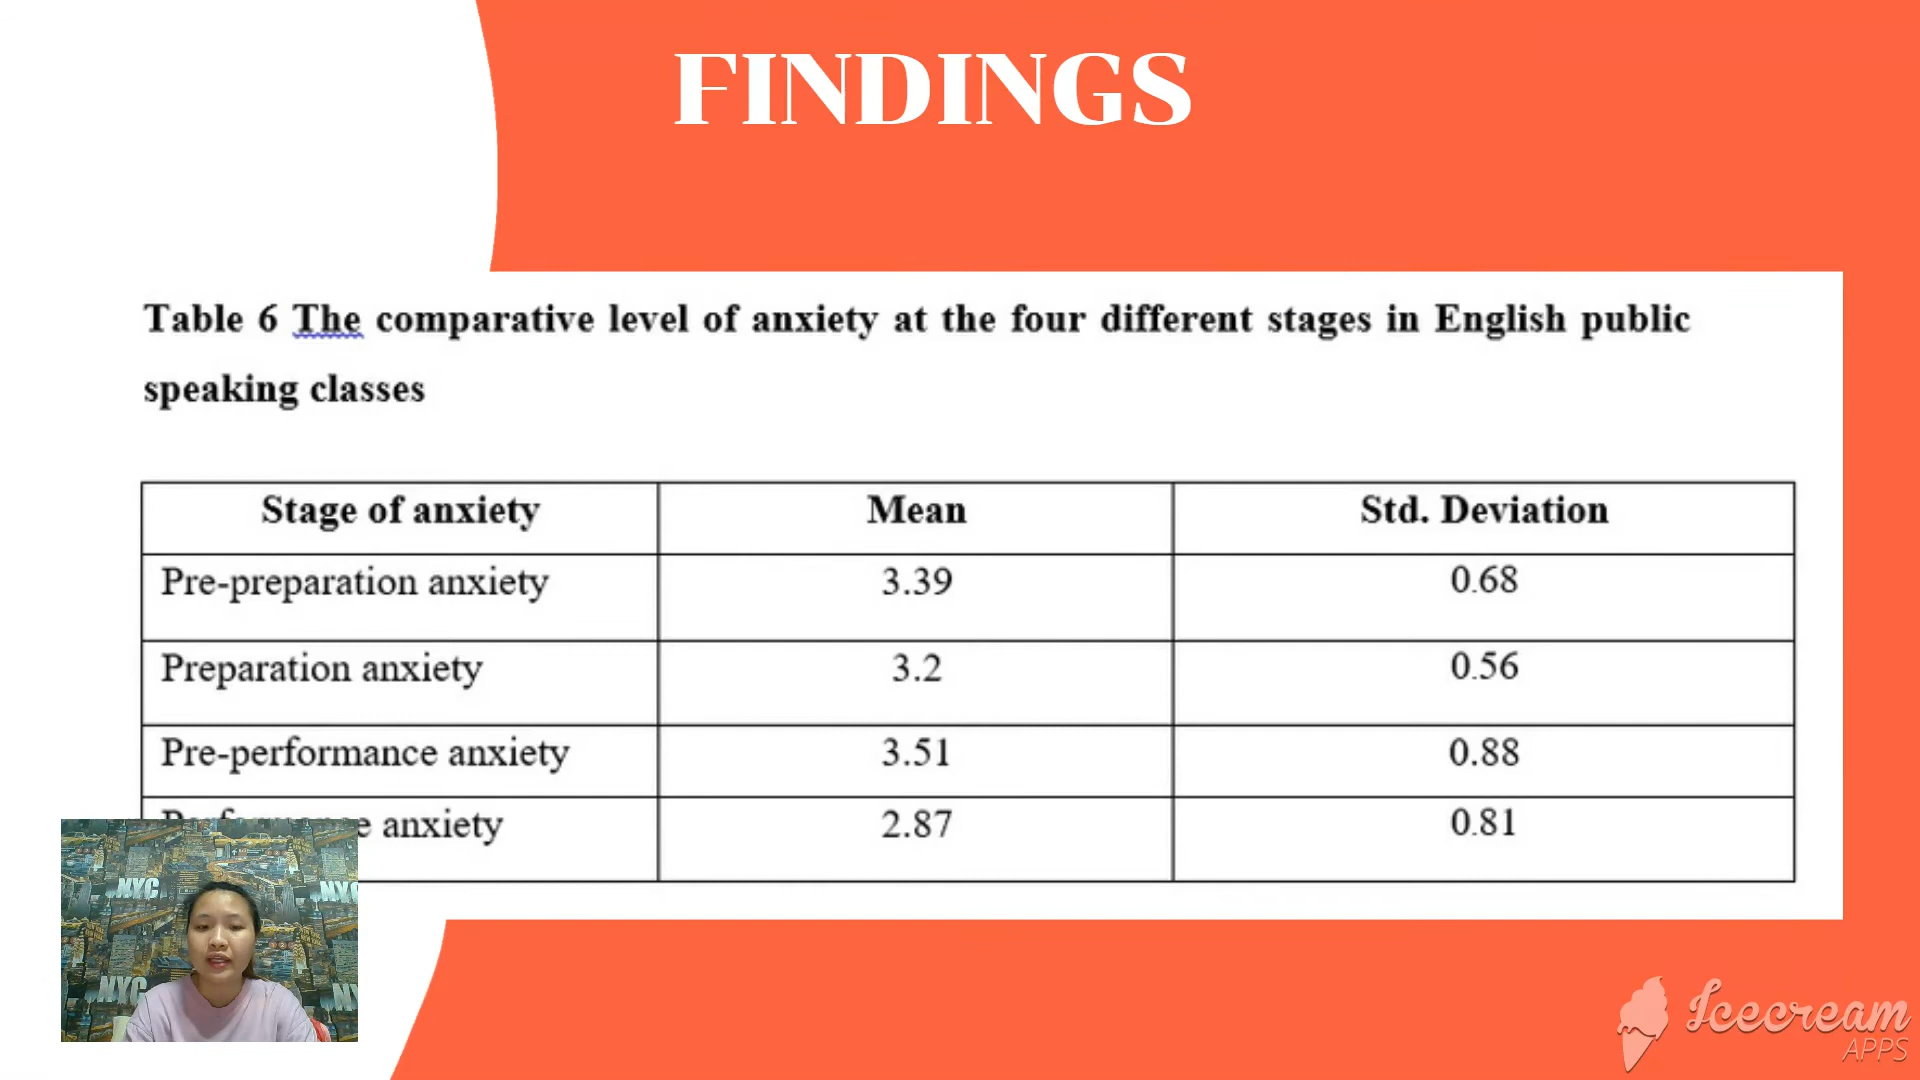 FINDINGS
Table 6 The comparative level of anxiety at the four different stages in English public
speaking classes
Stage of anxiety Mean Std. Deviation
Pre-preparation anxiety 3.39 0.68
Preparation anxiety 3.2 0.56
Pre-performance anxiety 3.51 0.88
anxiety 2.87 0.81
NYC
NYC
Icecream
APPS